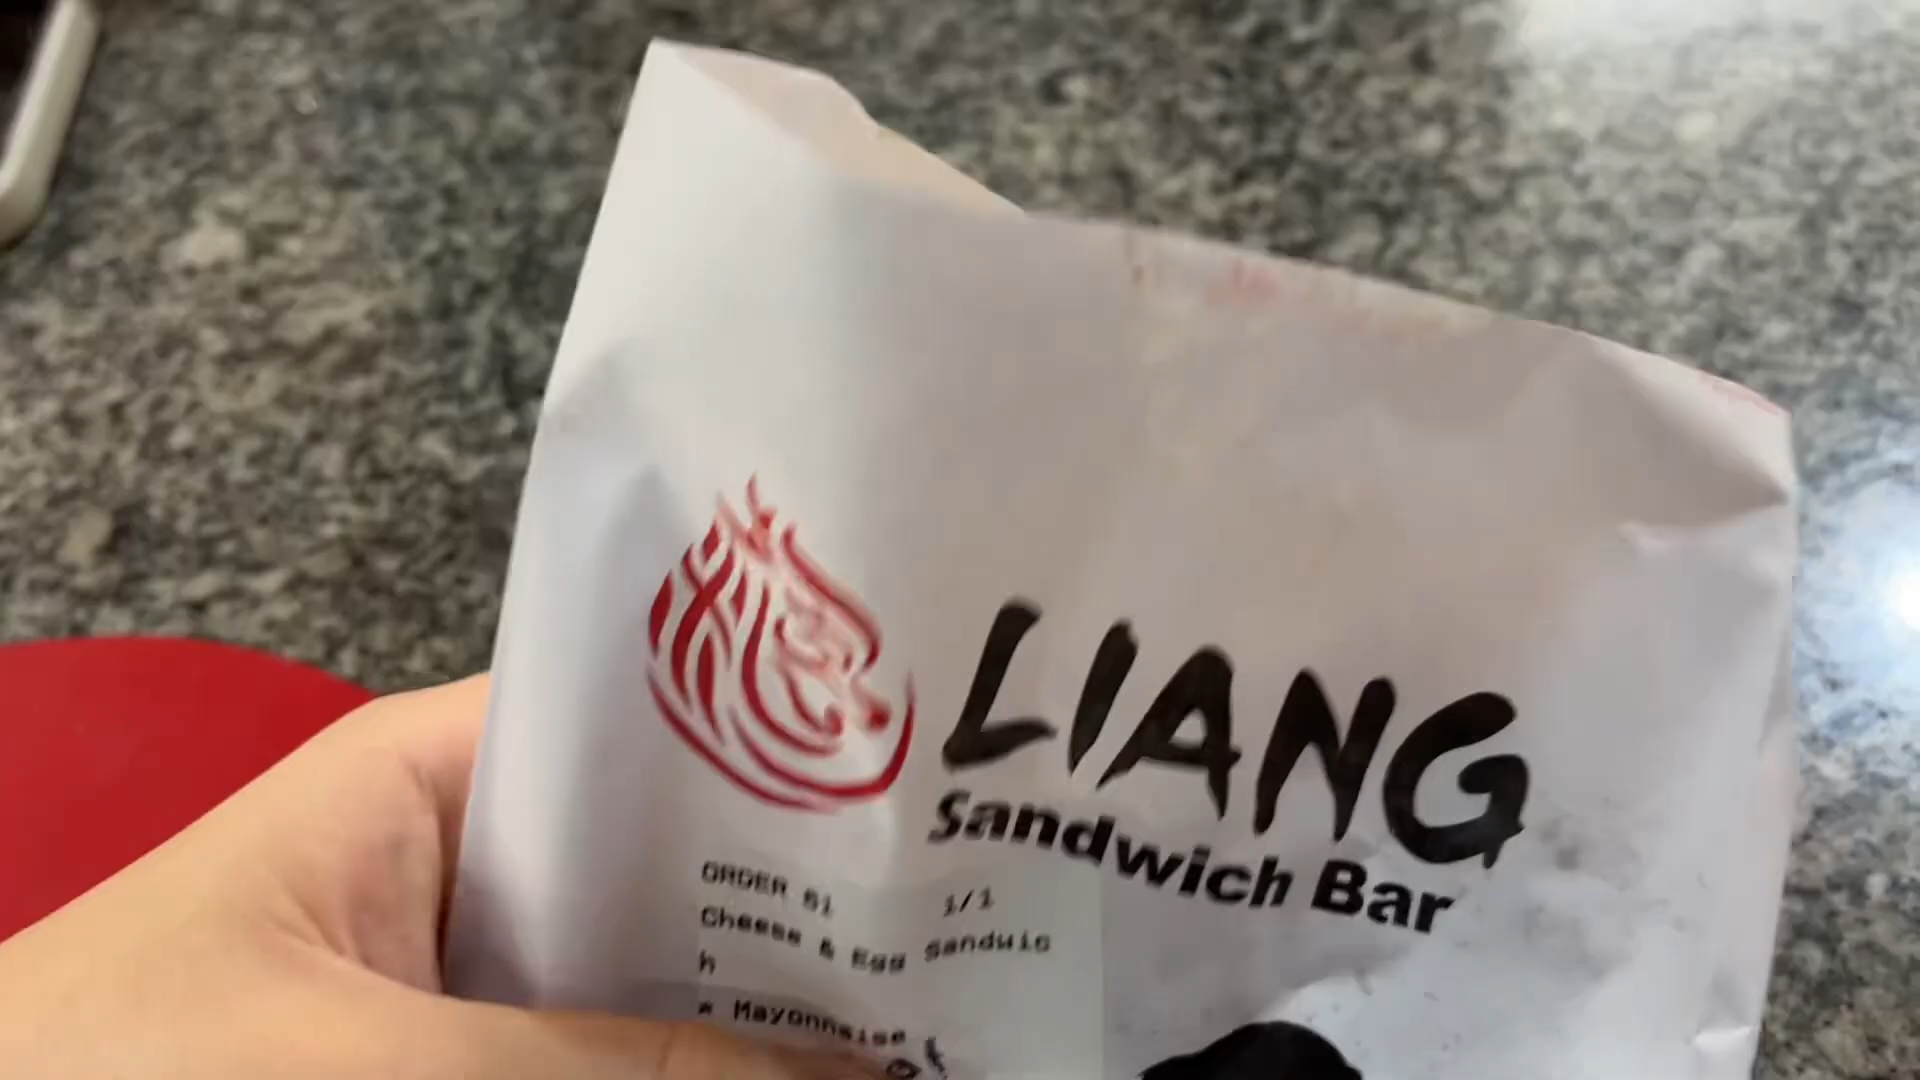 LIANG
Sandwich Bar
ORDER 61 1/1
Cheese & Egg Sandwic
h
* Mayonnaise